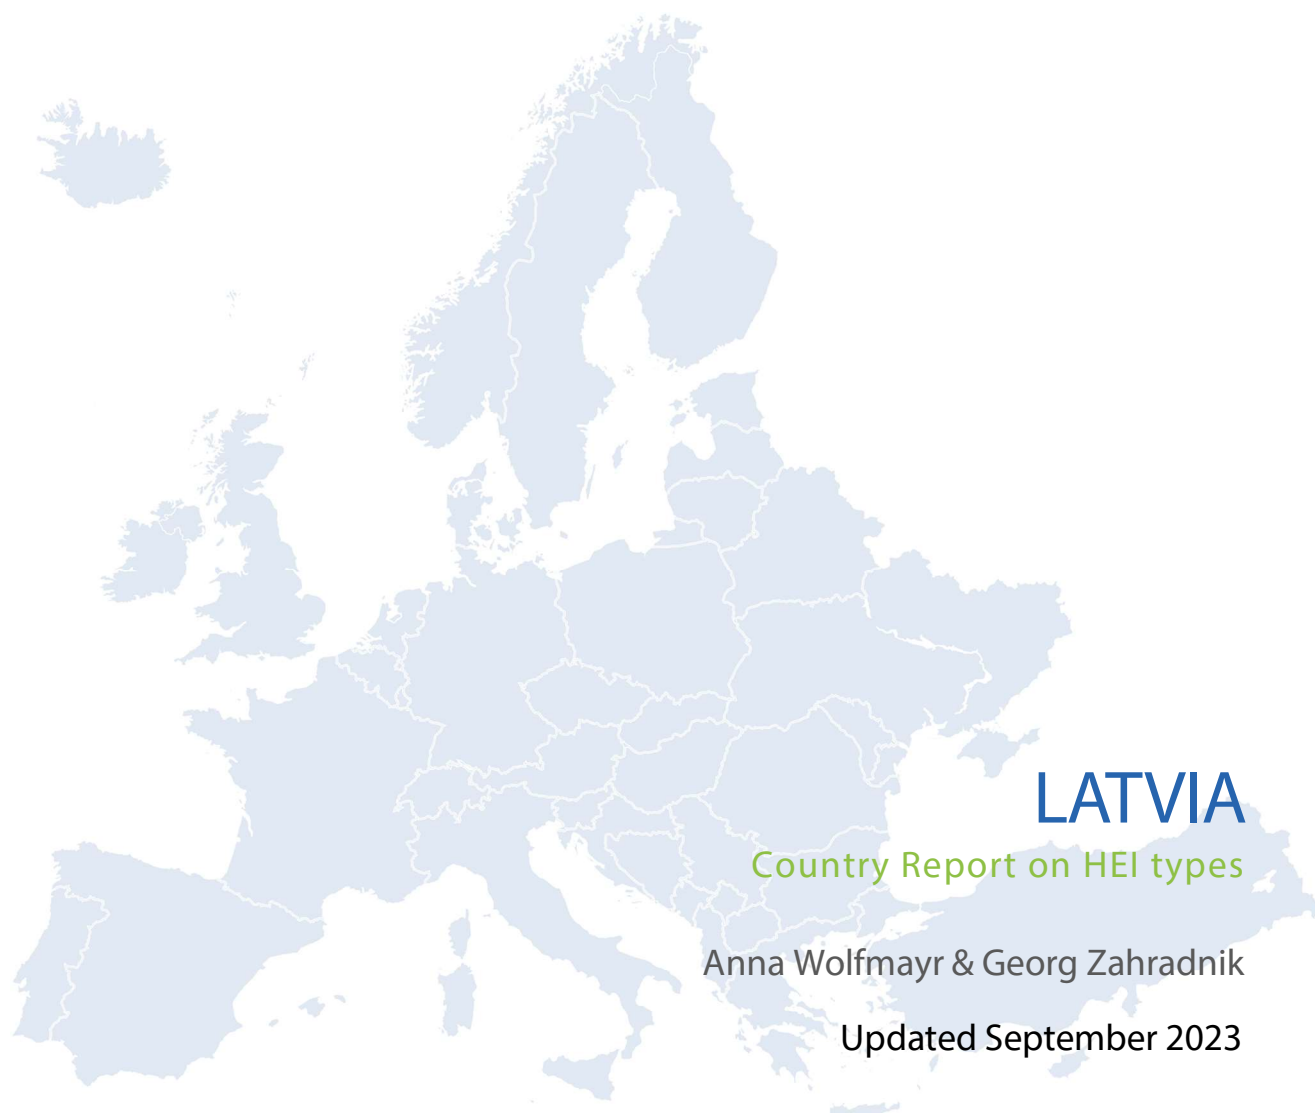 LATVIA
Country Report on HEI types
Anna Wolfmayr & Georg Zahradnik
Updated September 2023